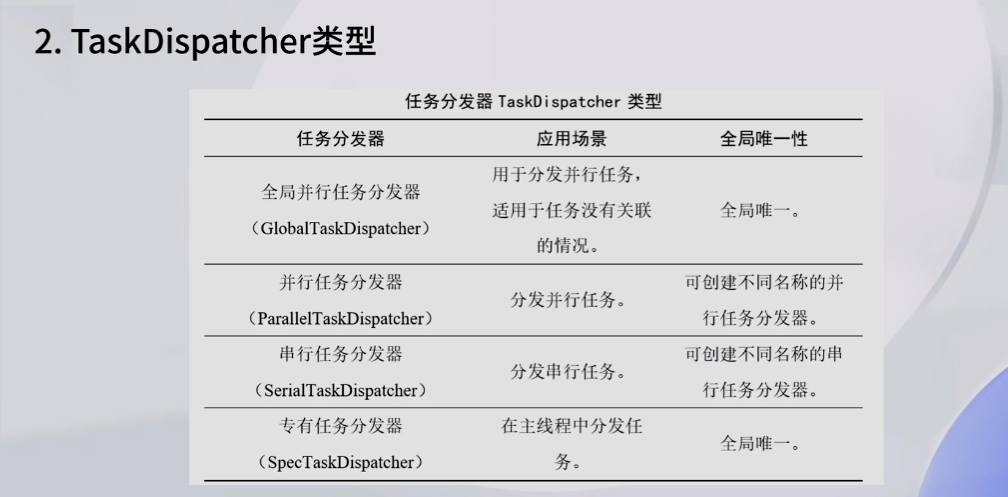 2. TaskDispatcher类型
任务分发器 TaskDispatcher 类型
任务分发器 应用场景 全局唯一性
全局并行任务分发器
（GlobalTaskDispatcher）
用于分发并行任务，
适用于任务没有关联
的情况。
全局唯一。
并行任务分发器
（ParallelTaskDispatcher）
分发并行任务。
可创建不同名称的并
行任务分发器。
串行任务分发器
（SerialTaskDispatcher）
分发串行任务。
可创建不同名称的串
行任务分发器。
专有任务分发器
（SpecTaskDispatcher）
在主线程中分发任
务。
全局唯一。